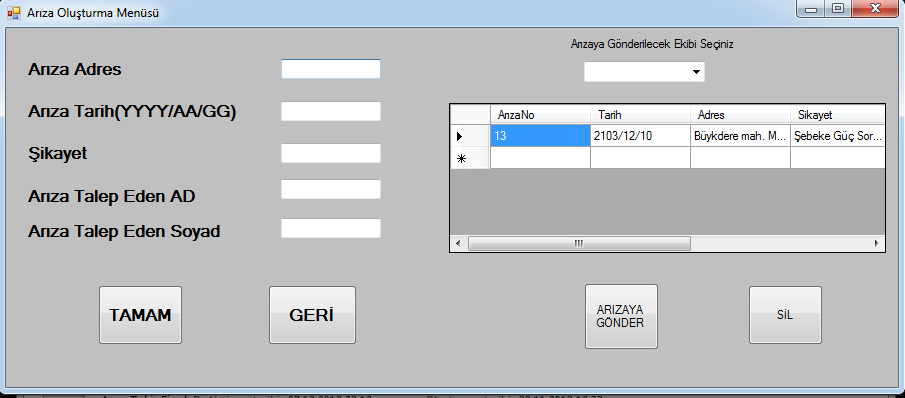 Arıza Oluşturma Menüsü
Arıza Adres
Arıza Tarih(YYYY/AA/GG)
Şikayet
Arıza Talep Eden AD
Arıza Talep Eden Soyad
TAMAM
GERİ
Arızaya Gönderilecek Ekibi Seçiniz
ArızaNo Tarih Adres Sikayet
13 2103/12/10 Büykdere mah. M... Şebeke Güç Sor...
ARIZAYA
GÖNDER
SİL